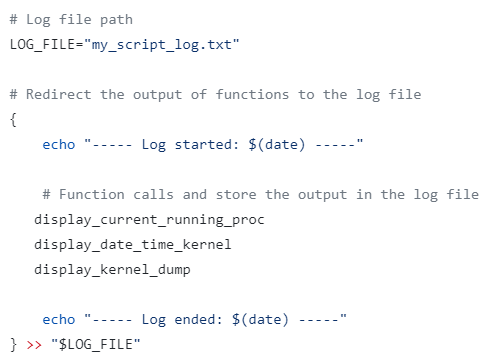 # Log file path
LOG_FILE="my_script_log.txt"

# Redirect the output of functions to the log file
{
    echo "----- Log started: $(date) -----"

    # Function calls and store the output in the log file
   display_current_running_proc
   display_date_time_kernel
   display_kernel_dump

    echo "----- Log ended: $(date) -----"
} >> "$LOG_FILE"